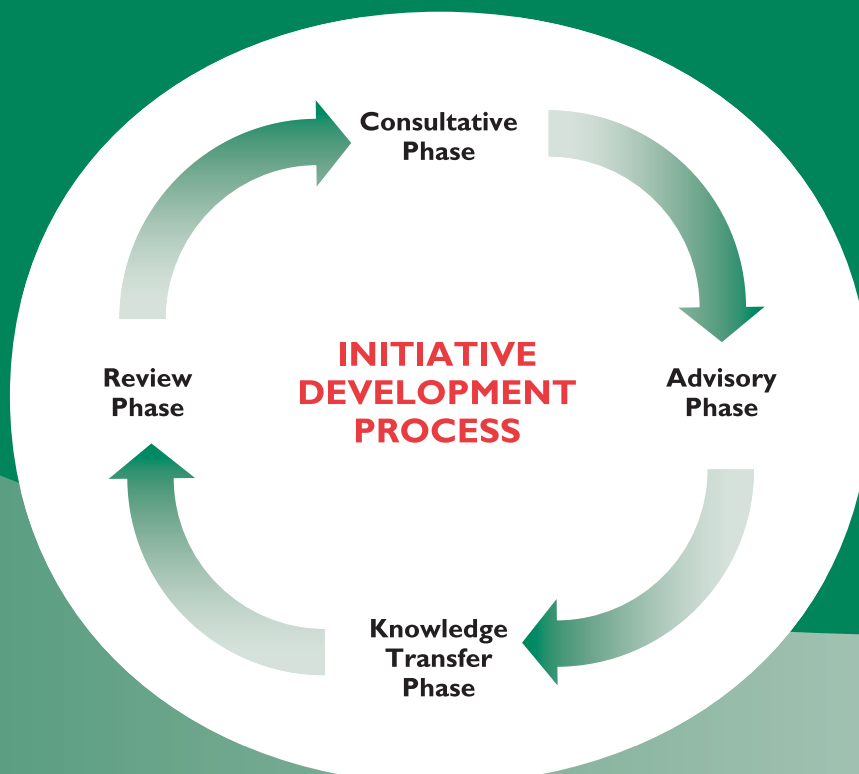 Consultative
Phase
INITIATIVE
DEVELOPMENT
PROCESS
Review
Phase
Advisory
Phase
Knowledge
Transfer
Phase